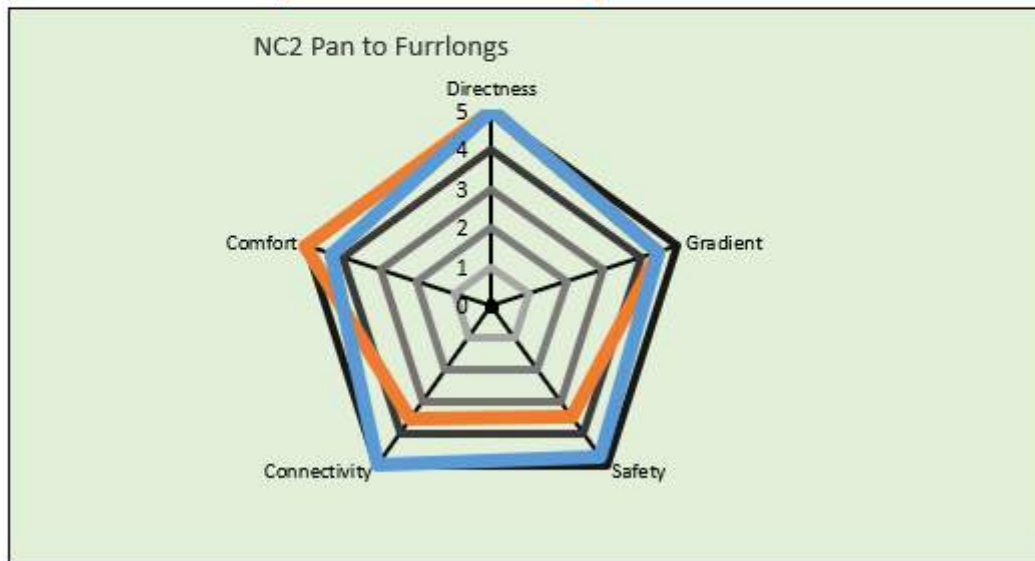 NC2 Pan to Furrlongs
Directness
5
4
3
2
1
0
Comfort
Gradient
Connectivity
Safety